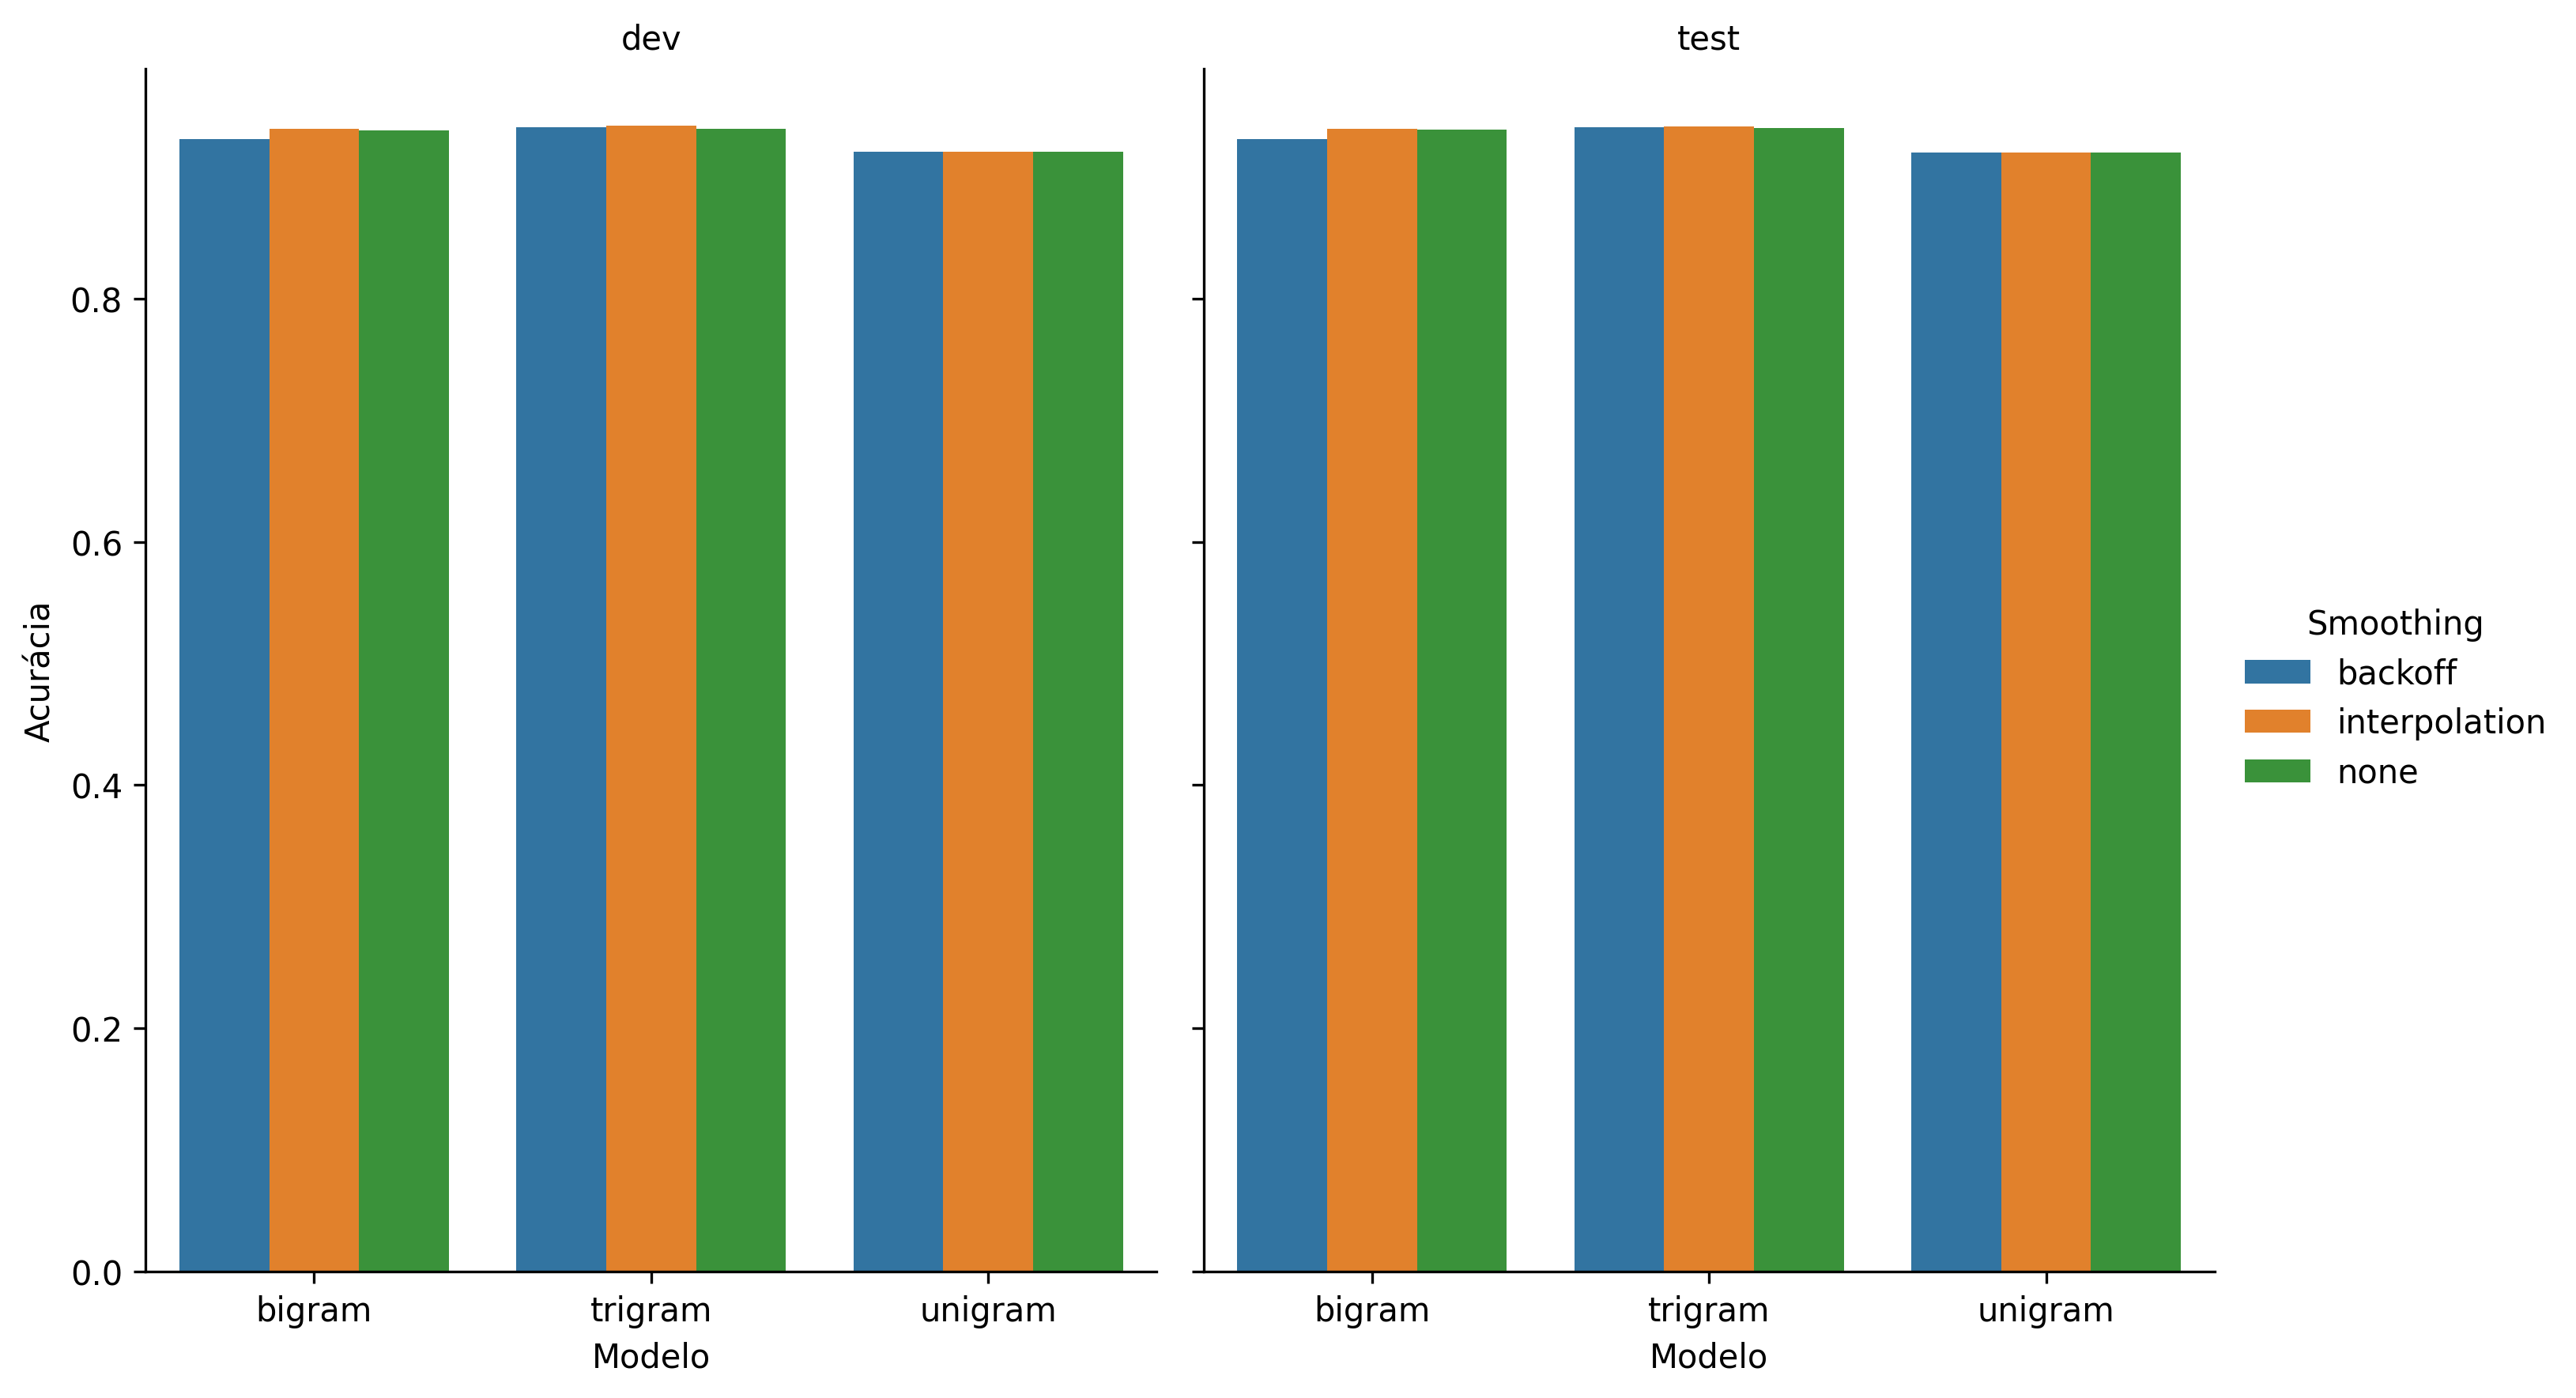 dev
test
Acurácia
0.8
0.6
0.4
0.2
0.0
bigram
trigram
unigram
Modelo
bigram
trigram
unigram
Modelo
Smoothing
backoff
interpolation
none